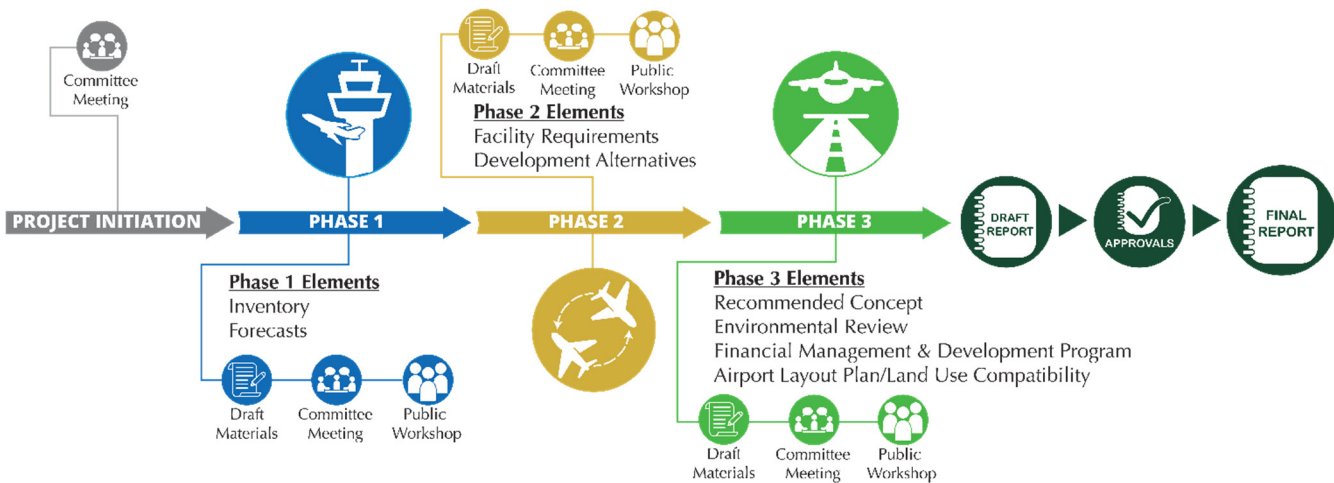 Committee
Meeting
PROJECT INITIATION
PHASE 1
Phase 1 Elements
Inventory
Forecasts
Draft
Materials
Committee
Meeting
Public
Workshop
Draft
Materials
Committee
Meeting
Public
Workshop
Phase 2 Elements
Facility Requirements
Development Alternatives
PHASE 2
PHASE 3
Phase 3 Elements
Recommended Concept
Environmental Review
Financial Management & Development Program
Airport Layout Plan/Land Use Compatibility
Draft
Materials
Committee
Meeting
Public
Workshop
DRAFT
REPORT
APPROVALS
FINAL
REPORT